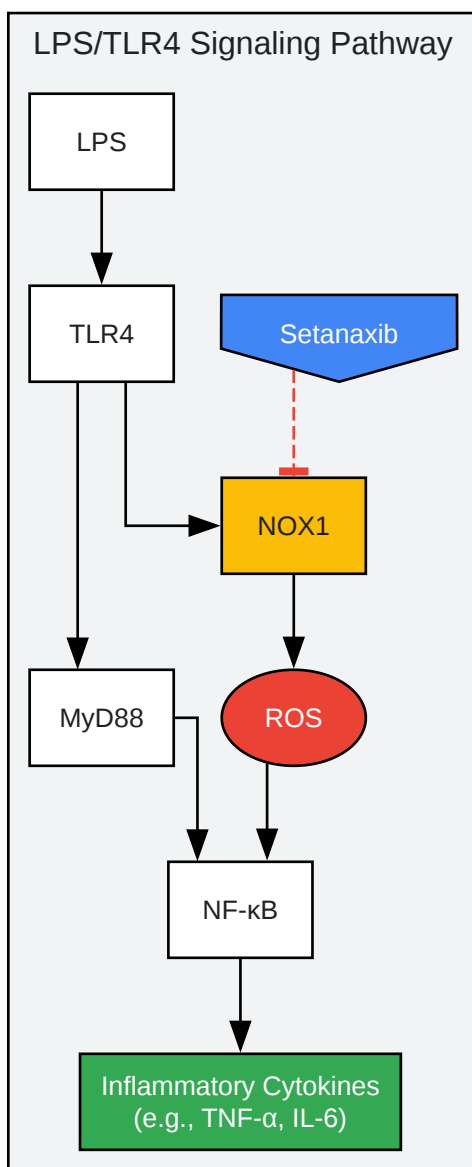 LPS/TLR4 Signaling Pathway
LPS
TLR4
Setanaxib
NOX1
MyD88
ROS
NF-κB
Inflammatory Cytokines
(e.g., TNF-α, IL-6)